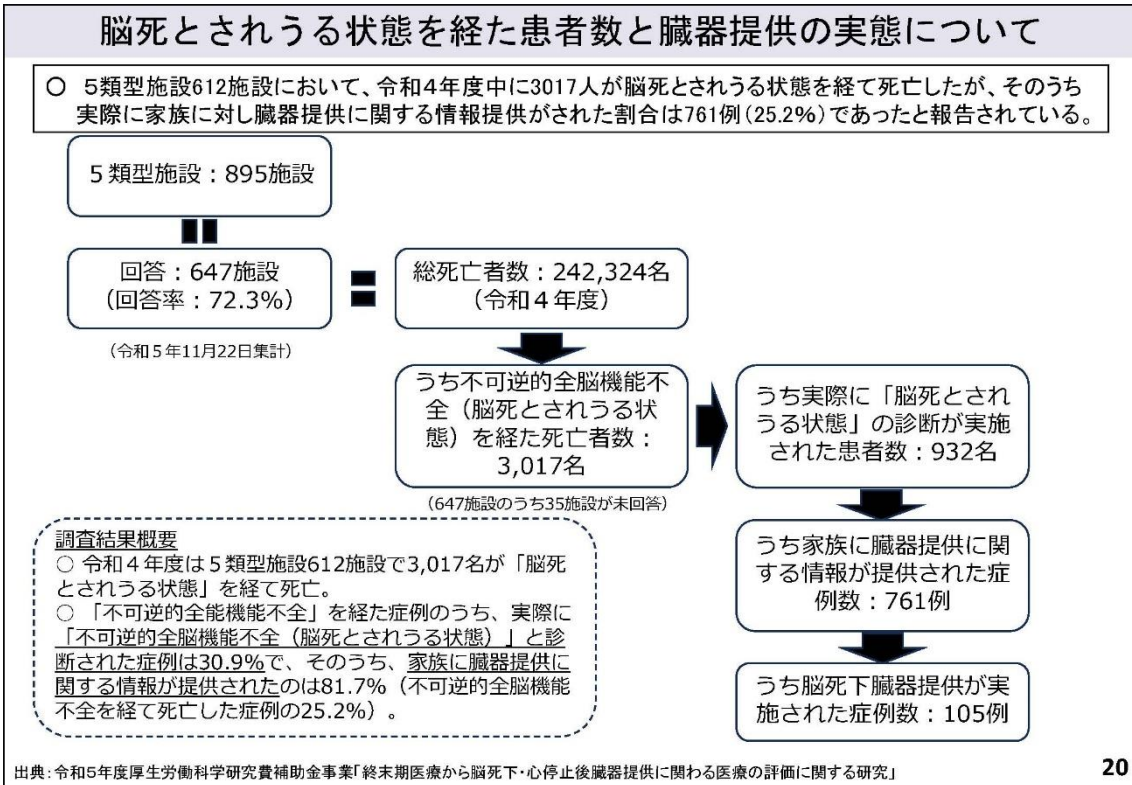 脳死とされうる状態を経た患者数と臓器提供の実態について
○ 5類型施設612施設において、令和4年度中に3017人が脳死とされうる状態を経て死亡したが、そのうち
実際に家族に対し臓器提供に関する情報提供がされた割合は761例(25.2%)であったと報告されている。
5類型施設:895施設
回答:647施設
(回答率:72.3%)
(令和5年11月22日集計)
総死亡者数:242,324名
(令和4年度)
うち不可逆的全脳機能不
全(脳死とされうる状
態)を経た死亡者数:
3,017名
(647施設のうち35施設が未回答)
うち実際に「脳死とされ
うる状態」の診断が実施
された患者数:932名
うち家族に臓器提供に関
する情報が提供された症
例数:761例
うち脳死下臓器提供が実
施された症例数:105例
調査結果概要
○ 令和4年度は5類型施設612施設で3,017名が「脳死
とされうる状態」を経て死亡。
○ 「不可逆的全能機能不全」を経た症例のうち、実際に
「不可逆的全脳機能不全(脳死とされうる状態)」と診
断された症例は30.9%で、そのうち、家族に臓器提供に
関する情報が提供されたのは81.7%(不可逆的全脳機能
不全を経て死亡した症例の25.2%)。
出典:令和5年度厚生労働科学研究費補助金事業「終末期医療から脳死下・心停止後臓器提供に関わる医療の評価に関する研究」
20